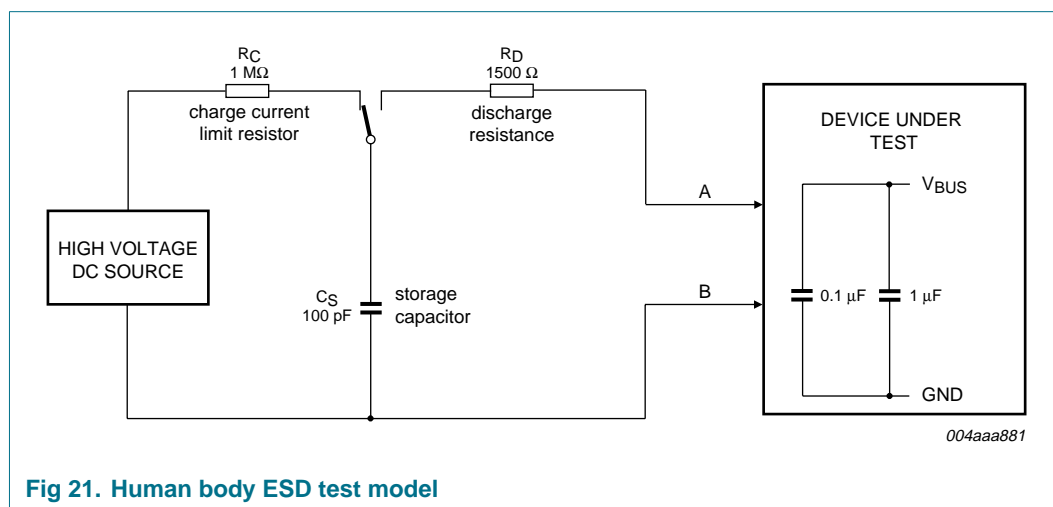 RC
1 MΩ
charge current
limit resistor
RD
1500 Ω
discharge
resistance
DEVICE UNDER
TEST
A
VBUS
HIGH VOLTAGE
DC SOURCE
CS
100 pF
storage
capacitor
B
0.1 μF
1 μF
GND
004aaa881
Fig 21. Human body ESD test model